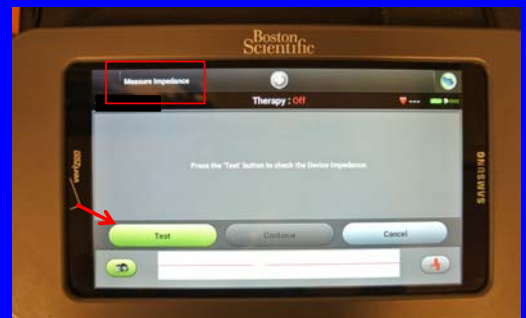 Boston
Scientific
Measure Impedance
Therapy : Off
---
verizon
SAMSUNG
Press the 'Test' button to check the Device Impedance.
Test
Continue
Cancel